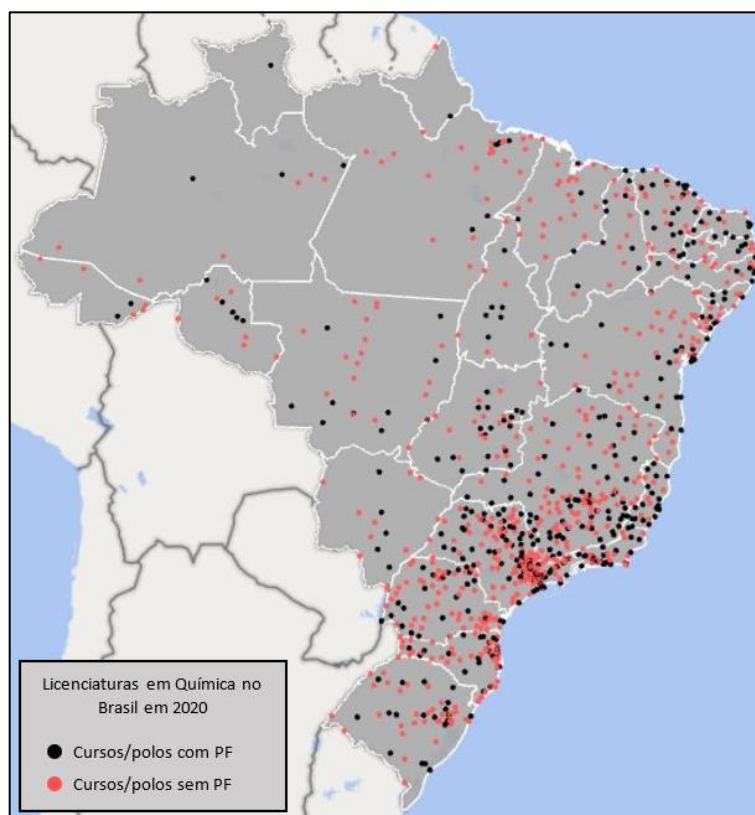 Licenciaturas em Química no
Brasil em 2020
Cursos/polos com PF
Cursos/polos sem PF